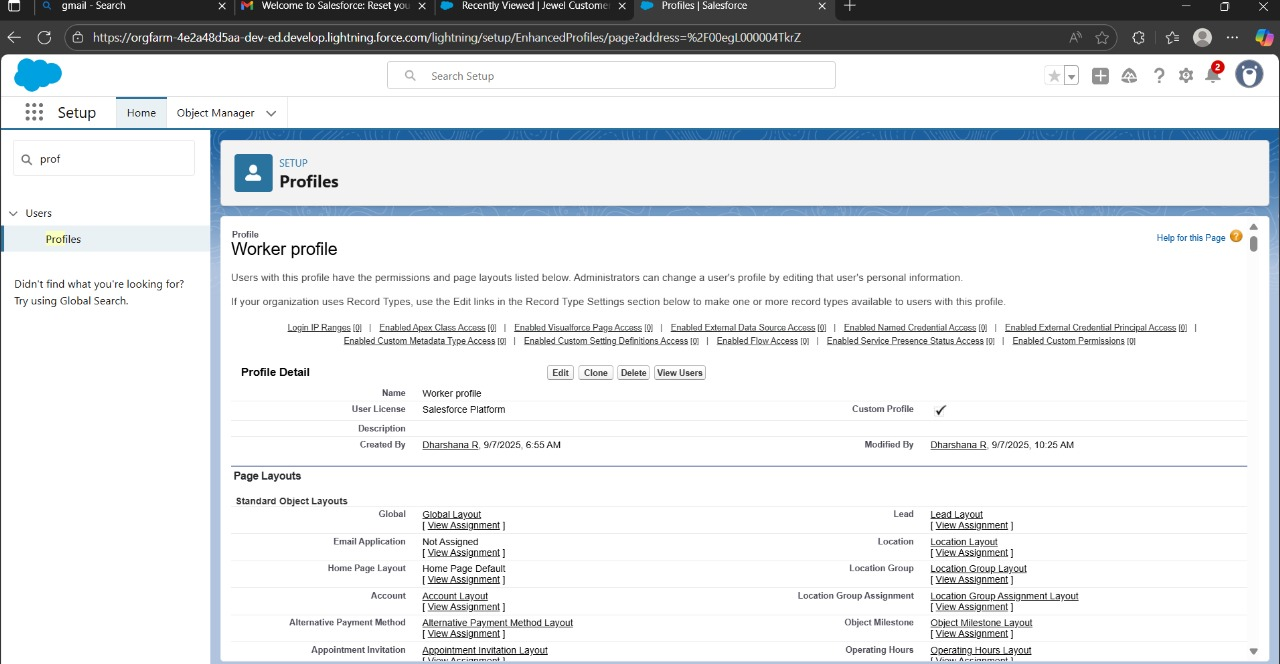 gmail - Search
Welcome to Salesforce: Reset you
Recently Viewed | Jewel Custome
Profiles | Salesforce
https://orgfarm-4e2a48d5aa-dev-ed.develop.lightning.force.com/lightning/setup/EnhancedProfiles/page?address=%2F00egL000004TkrZ
Search Setup
2
Setup Home Object Manager
prof
Users
Profiles
Didn't find what you're looking for?
Try using Global Search.
SETUP
Profiles
Profile
Worker profile
Help for this Page ?
Users with this profile have the permissions and page layouts listed below. Administrators can change a user's profile by editing that user's personal information.
If your organization uses Record Types, use the Edit links in the Record Type Settings section below to make one or more record types available to users with this profile.
Login IP Ranges [0] | Enabled Apex Class Access [0] | Enabled Visualforce Page Access [0] | Enabled External Data Source Access [0] | Enabled Named Credential Access [0] | Enabled External Credential Principal Access [0] |
Enabled Custom Metadata Type Access [0] | Enabled Custom Setting Definitions Access [0] | Enabled Flow Access [0] | Enabled Service Presence Status Access [0] | Enabled Custom Permissions [0]
Profile Detail Edit Clone Delete View Users
Name Worker profile
User License Salesforce Platform Custom Profile ✓
Description
Created By Dharshana R, 9/7/2025, 6:55 AM Modified By Dharshana R, 9/7/2025, 10:25 AM
Page Layouts
Standard Object Layouts
Global Global Layout Lead Lead Layout
[ View Assignment ] [ View Assignment ]
Email Application Not Assigned Location Location Layout
[ View Assignment ] [ View Assignment ]
Home Page Layout Home Page Default Location Group Location Group Layout
[ View Assignment ] [ View Assignment ]
Account Account Layout Location Group Assignment Location Group Assignment Layout
[ View Assignment ] [ View Assignment ]
Alternative Payment Method Alternative Payment Method Layout Object Milestone Object Milestone Layout
[ View Assignment ] [ View Assignment ]
Appointment Invitation Appointment Invitation Layout Operating Hours Operating Hours Layout
[ View Assignment ] [ View Assignment ]